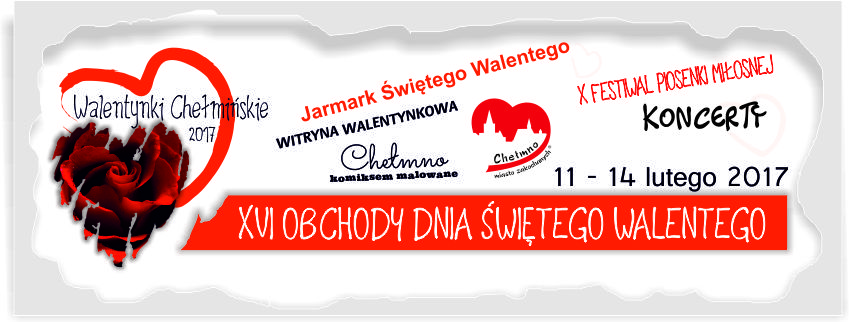 Walentynki Chełmińskie
2017
Jarmark Świętego Walentego
WITRYNA WALENTYNKOWA
Chełmno
komiksem malowane
Chełmno
miasto zakochanych ®
X FESTIWAL PIOSENKI MIŁOSNEJ
KONCERTY
11 - 14 lutego 2017
XVI OBCHODY DNIA ŚWIĘTEGO WALENTEGO